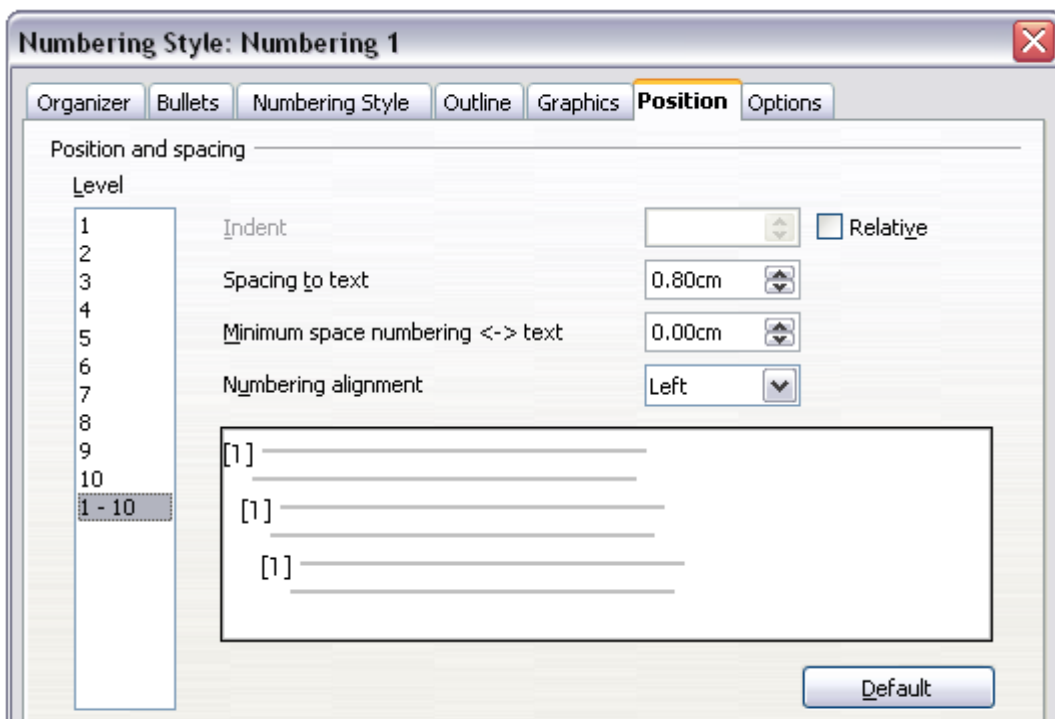 Numbering Style: Numbering 1
Organizer Bullets Numbering Style Outline Graphics Position Options
Position and spacing
Level
1
2
3
4
5
6
7
8
9
10
1 - 10
Indent Relative
Spacing to text 0.80cm
Minimum space numbering <-> text 0.00cm
Numbering alignment Left
[1]
[1]
[1]
Default